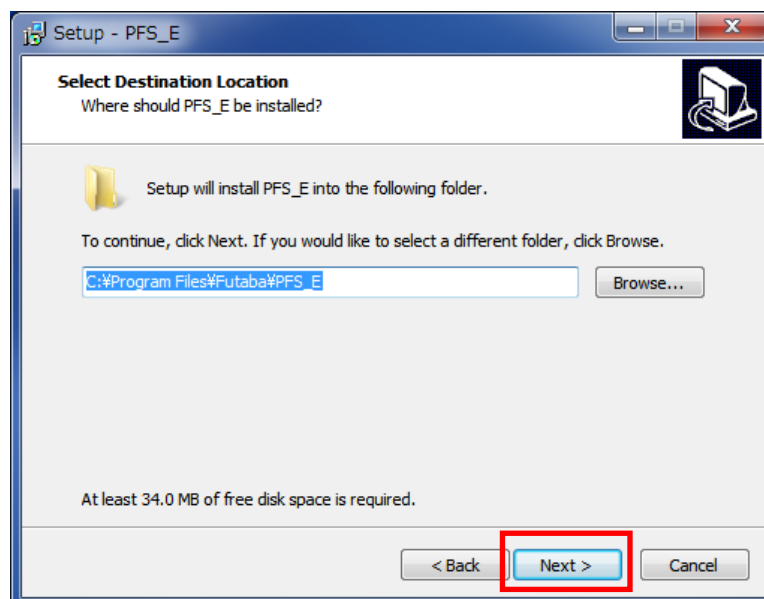 Setup - PFS_E
Select Destination Location
Where should PFS_E be installed?
Setup will install PFS_E into the following folder.
To continue, click Next. If you would like to select a different folder, click Browse.
C:¥Program Files¥Futaba¥PFS_E
Browse...
At least 34.0 MB of free disk space is required.
< Back
Next >
Cancel